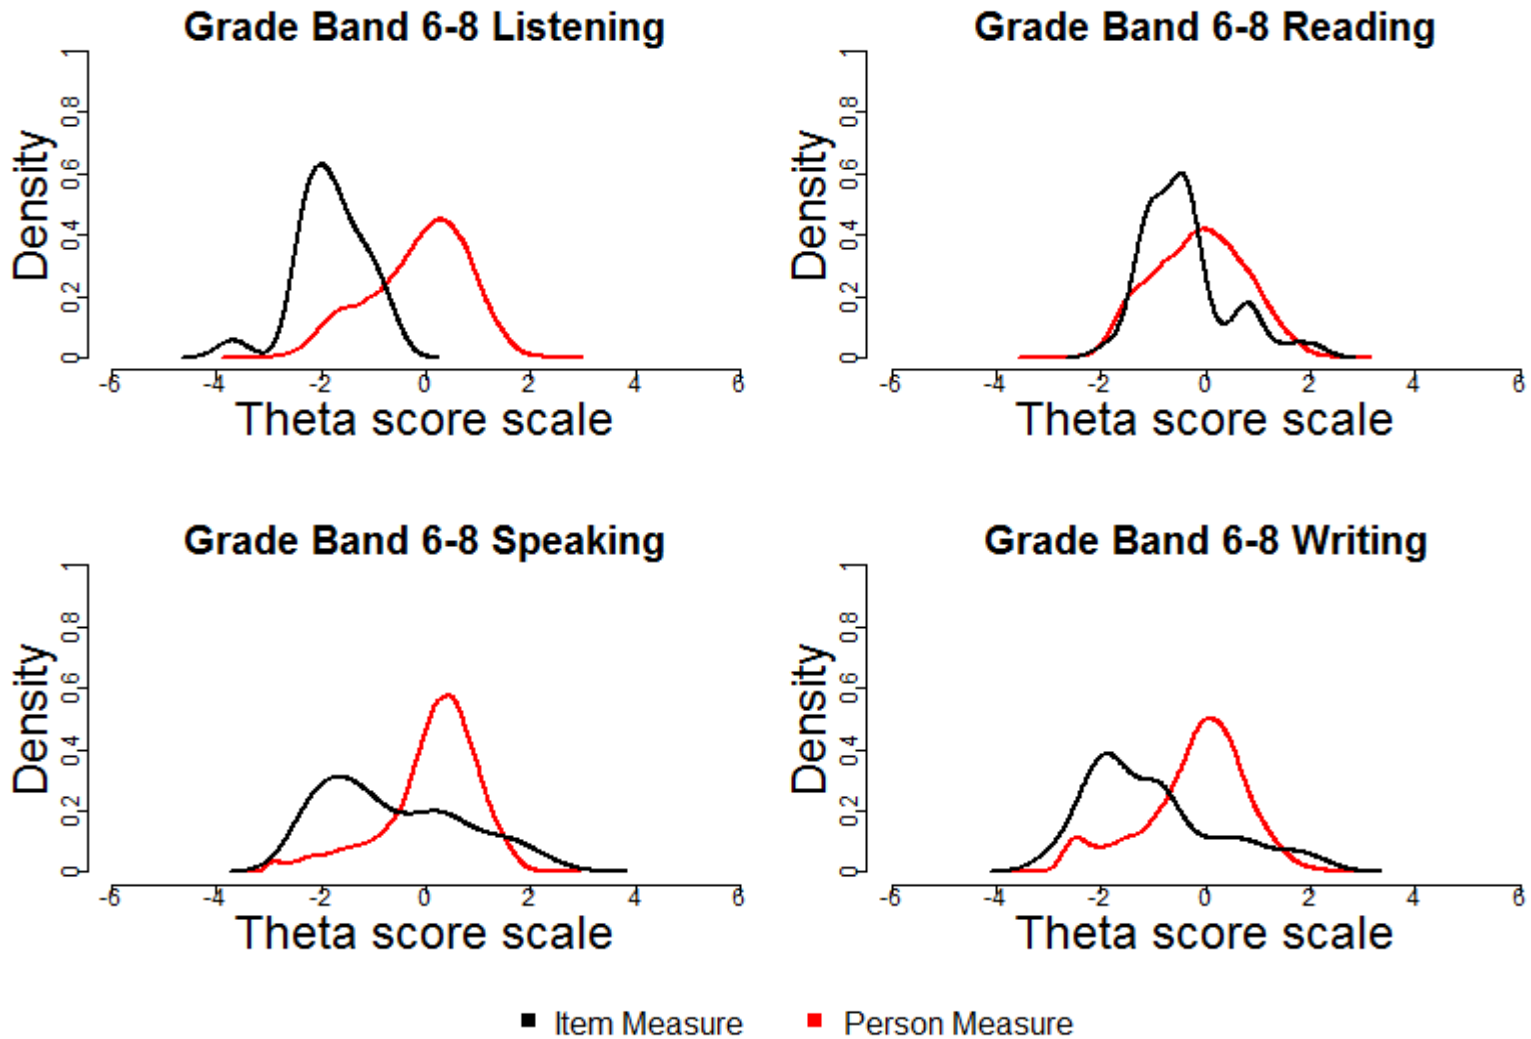 Grade Band 6-8 Listening
Density
0 0.2 0.4 0.6 0.8 1
-6 -4 -2 0 2 4 6
Theta score scale
Grade Band 6-8 Reading
Density
0 0.2 0.4 0.6 0.8 1
-6 -4 -2 0 2 4 6
Theta score scale
Grade Band 6-8 Speaking
Density
0 0.2 0.4 0.6 0.8 1
-6 -4 -2 0 2 4 6
Theta score scale
Grade Band 6-8 Writing
Density
0 0.2 0.4 0.6 0.8 1
-6 -4 -2 0 2 4 6
Theta score scale
Item Measure Person Measure